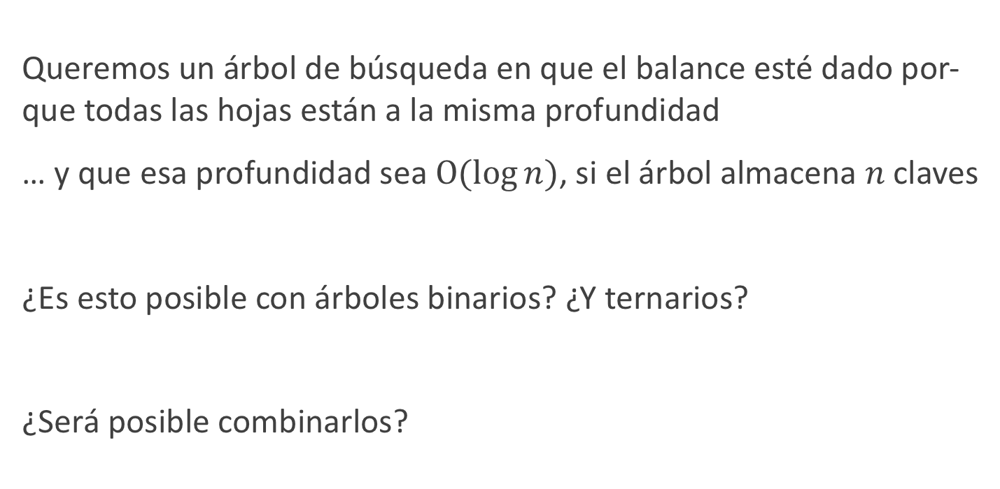 Queremos un árbol de búsqueda en que el balance esté dado por-
que todas las hojas están a la misma profundidad
... y que esa profundidad sea O(log n), si el árbol almacena n claves
¿Es esto posible con árboles binarios? ¿Y ternarios?
¿Será posible combinarlos?